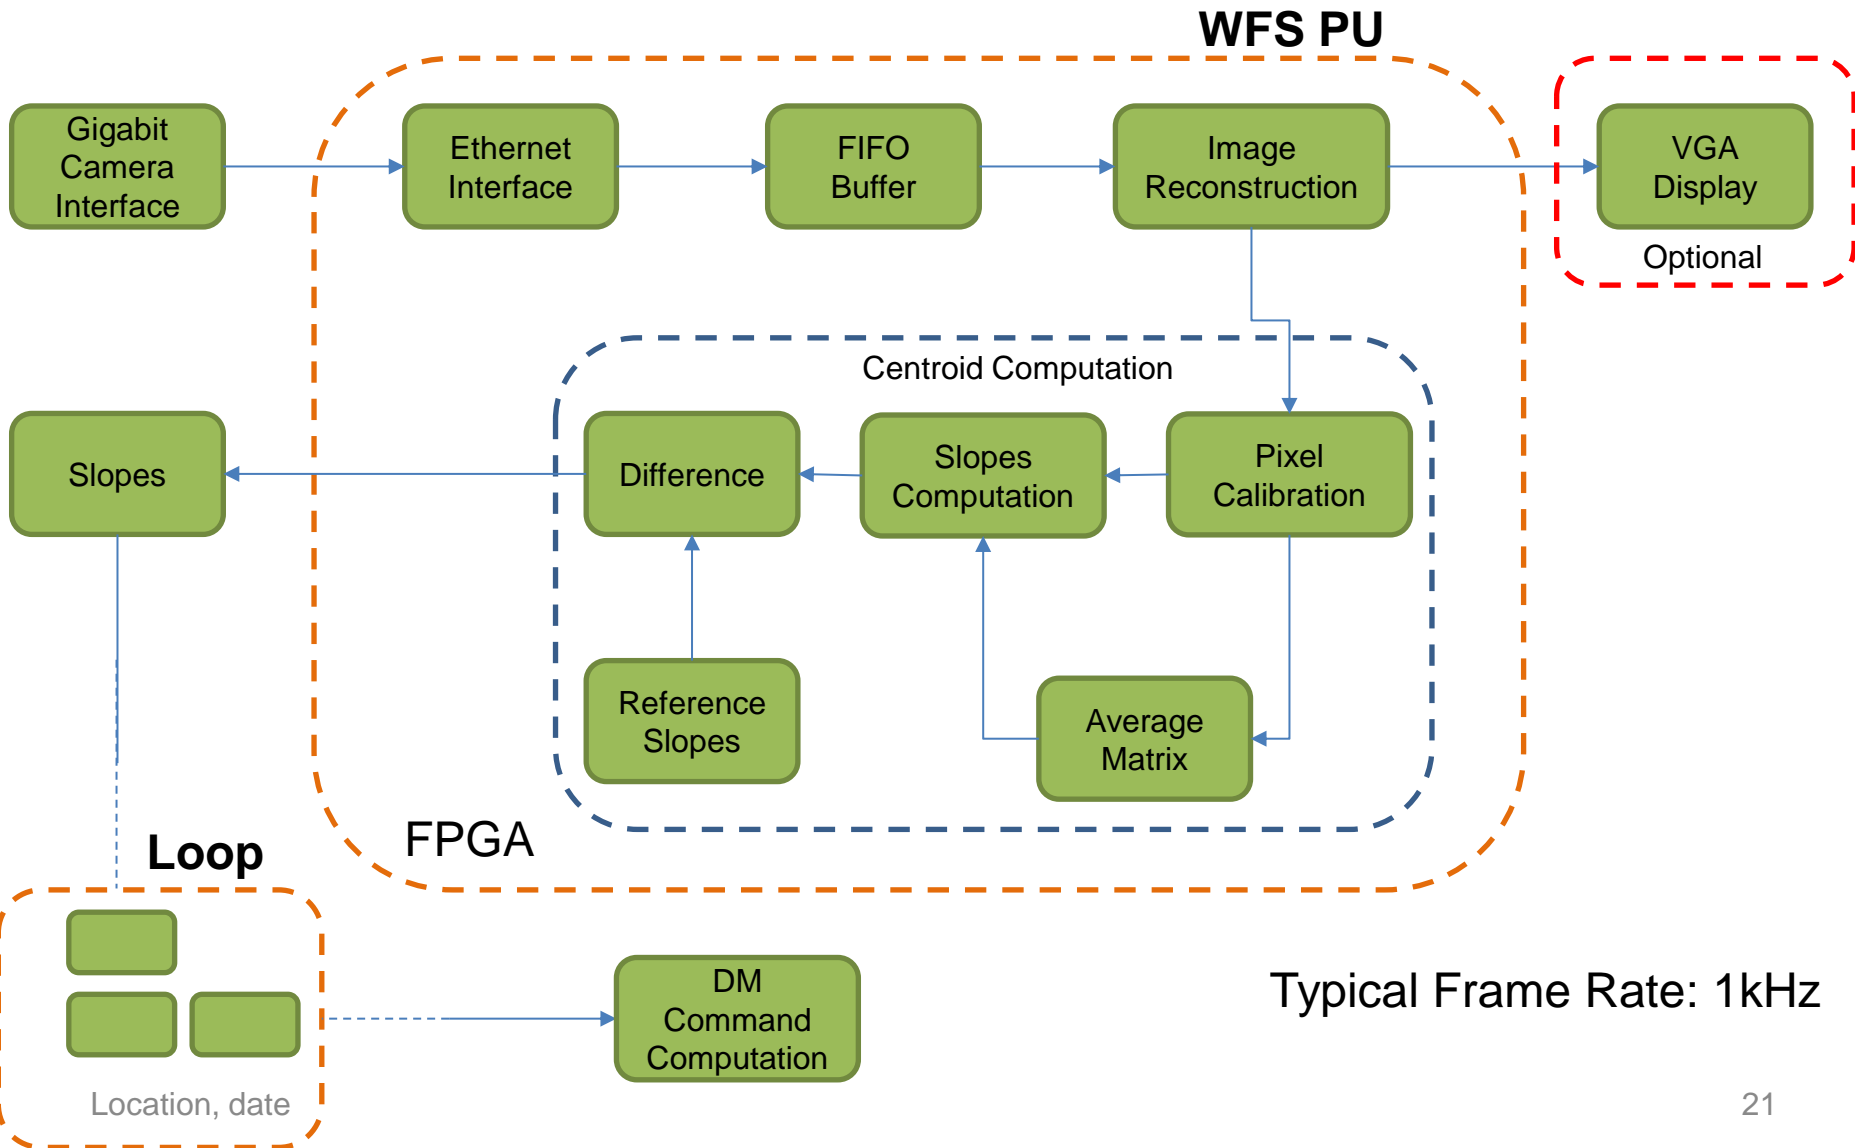 WFS PU
Gigabit
Camera
Interface
Ethernet
Interface
FIFO
Buffer
Image
Reconstruction
VGA
Display
Optional
Centroid Computation
Slopes
Difference
Slopes
Computation
Pixel
Calibration
Reference
Slopes
Average
Matrix
FPGA
Loop
DM
Command
Computation
Typical Frame Rate: 1kHz
Location, date
21